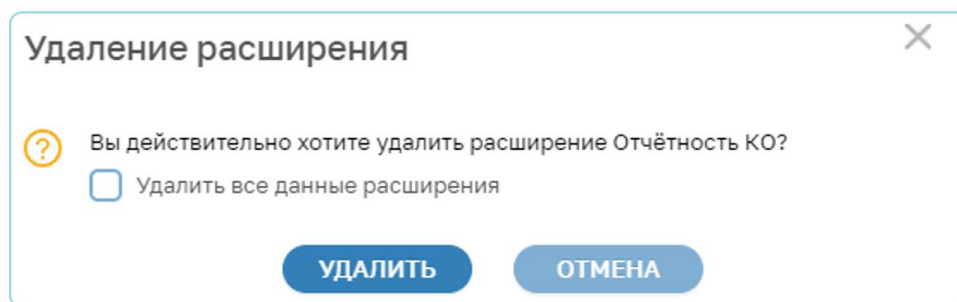 Удаление расширения
Вы действительно хотите удалить расширение Отчётность КО?
Удалить все данные расширения
УДАЛИТЬ ОТМЕНА